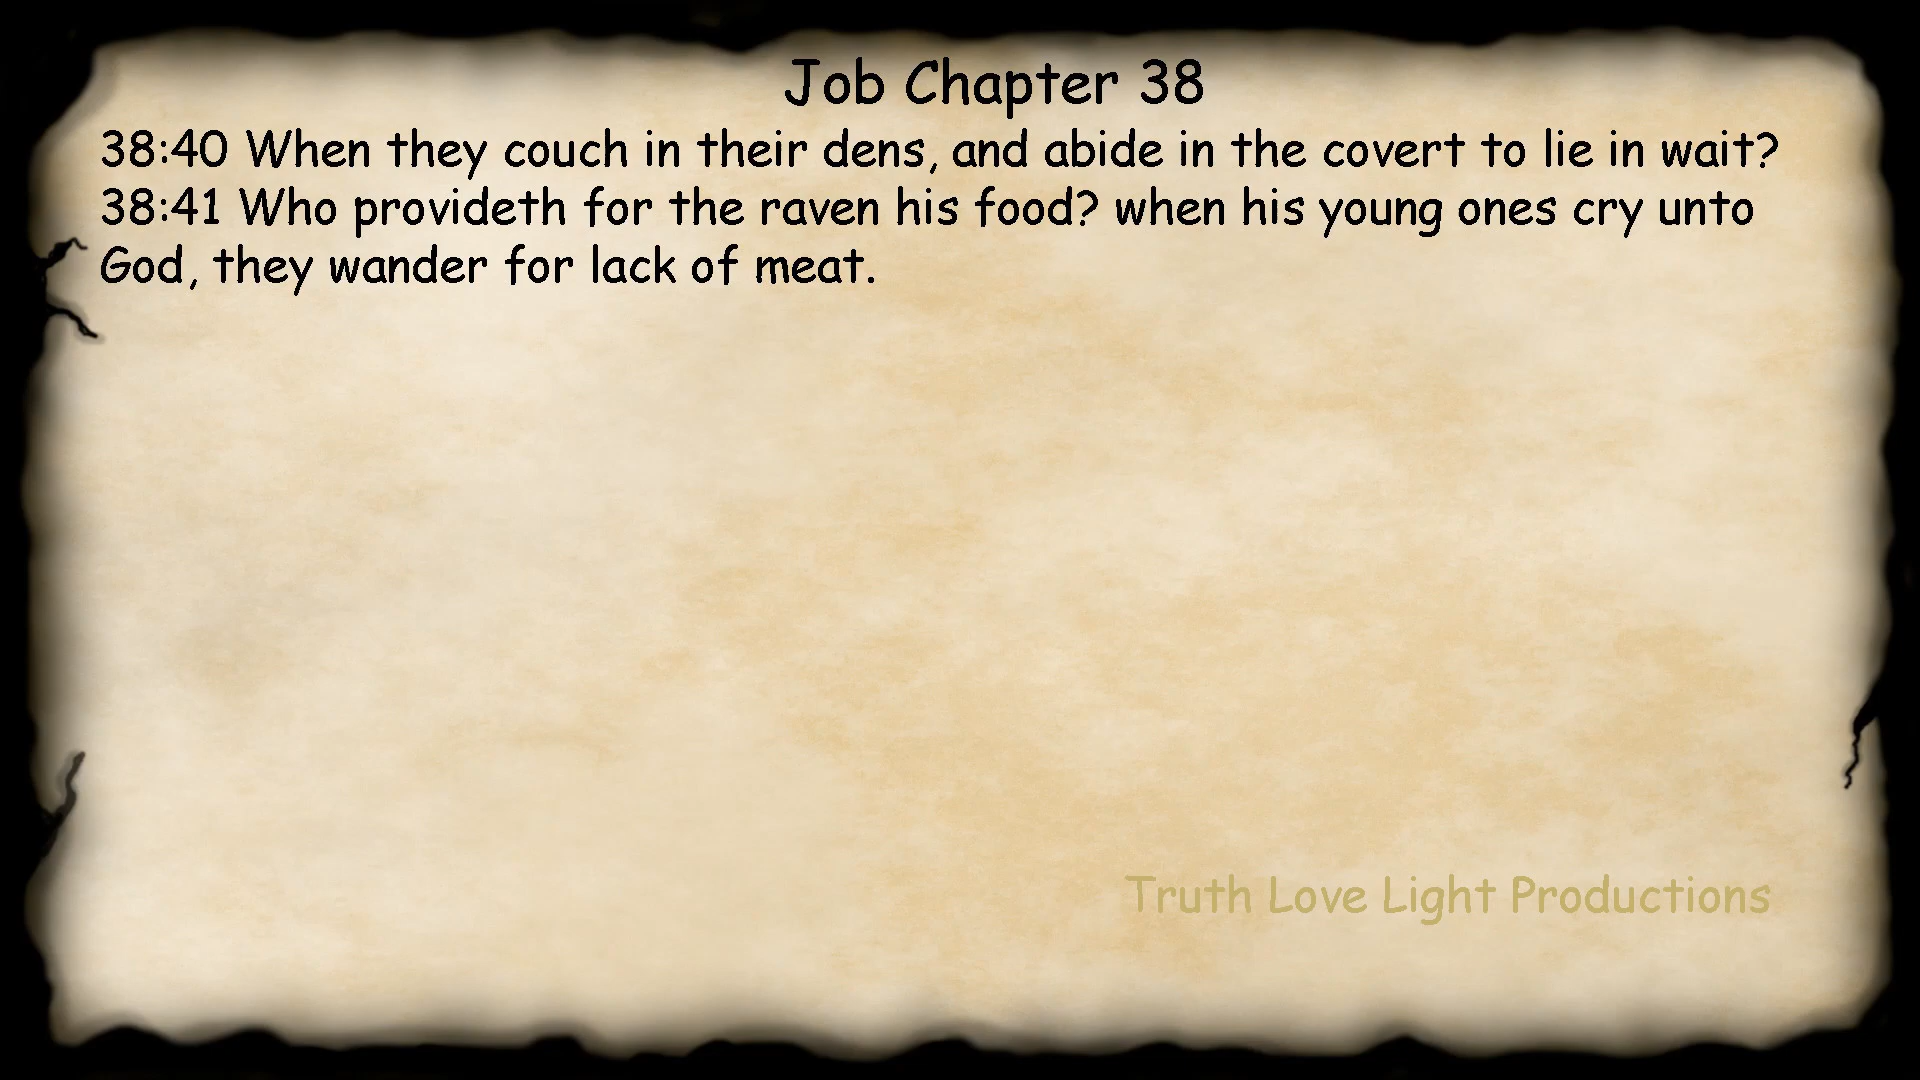 Job Chapter 38
38:40 When they couch in their dens, and abide in the covert to lie in wait?
38:41 Who provideth for the raven his food? when his young ones cry unto
God, they wander for lack of meat.
Truth Love Light Productions